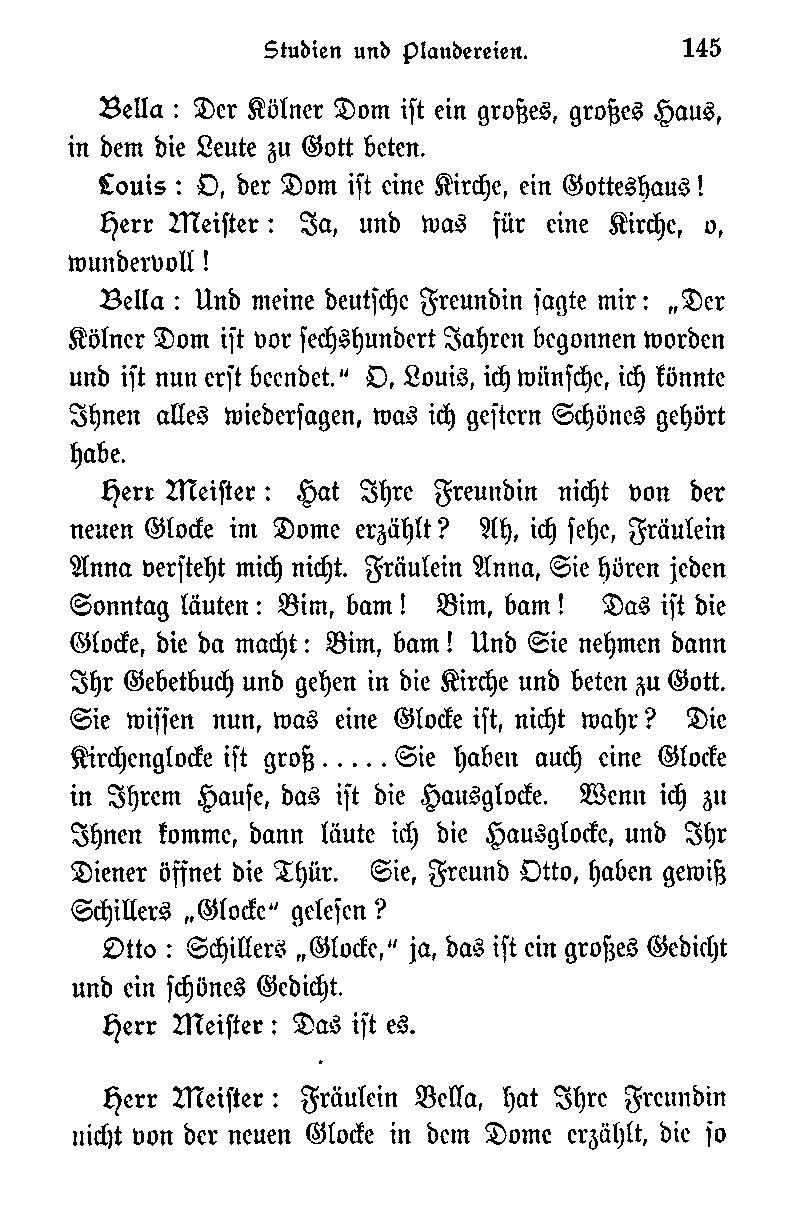 Studien und Plaudereien. 145
Bella : Der Kölner Dom ist ein großes, großes Haus,
in dem die Leute zu Gott beten.
Louis : O, der Dom ist eine Kirche, ein Gotteshaus !
Herr Meister : Ja, und was für eine Kirche, o,
wundervoll !
Bella : Und meine deutsche Freundin sagte mir : „Der
Kölner Dom ist vor sechshundert Jahren begonnen worden
und ist nun erst beendet.“ O, Louis, ich wünsche, ich könnte
Ihnen alles wiedersagen, was ich gestern Schönes gehört
habe.
Herr Meister : Hat Ihre Freundin nicht von der
neuen Glocke im Dome erzählt ? Ah, ich sehe, Fräulein
Anna versteht mich nicht. Fräulein Anna, Sie hören jeden
Sonntag läuten : Bim, bam ! Bim, bam ! Das ist die
Glocke, die da macht : Bim, bam ! Und Sie nehmen dann
Ihr Gebetbuch und gehen in die Kirche und beten zu Gott.
Sie wissen nun, was eine Glocke ist, nicht wahr ? Die
Kirchenglocke ist groß.....Sie haben auch eine Glocke
in Ihrem Hause, das ist die Hausglocke. Wenn ich zu
Ihnen komme, dann läute ich die Hausglocke, und Ihr
Diener öffnet die Thür. Sie, Freund Otto, haben gewiß
Schillers „Glocke“ gelesen ?
Otto : Schillers „Glocke,“ ja, das ist ein großes Gedicht
und ein schönes Gedicht.
Herr Meister : Das ist es.
Herr Meister : Fräulein Bella, hat Ihre Freundin
nicht von der neuen Glocke in dem Dome erzählt, die so